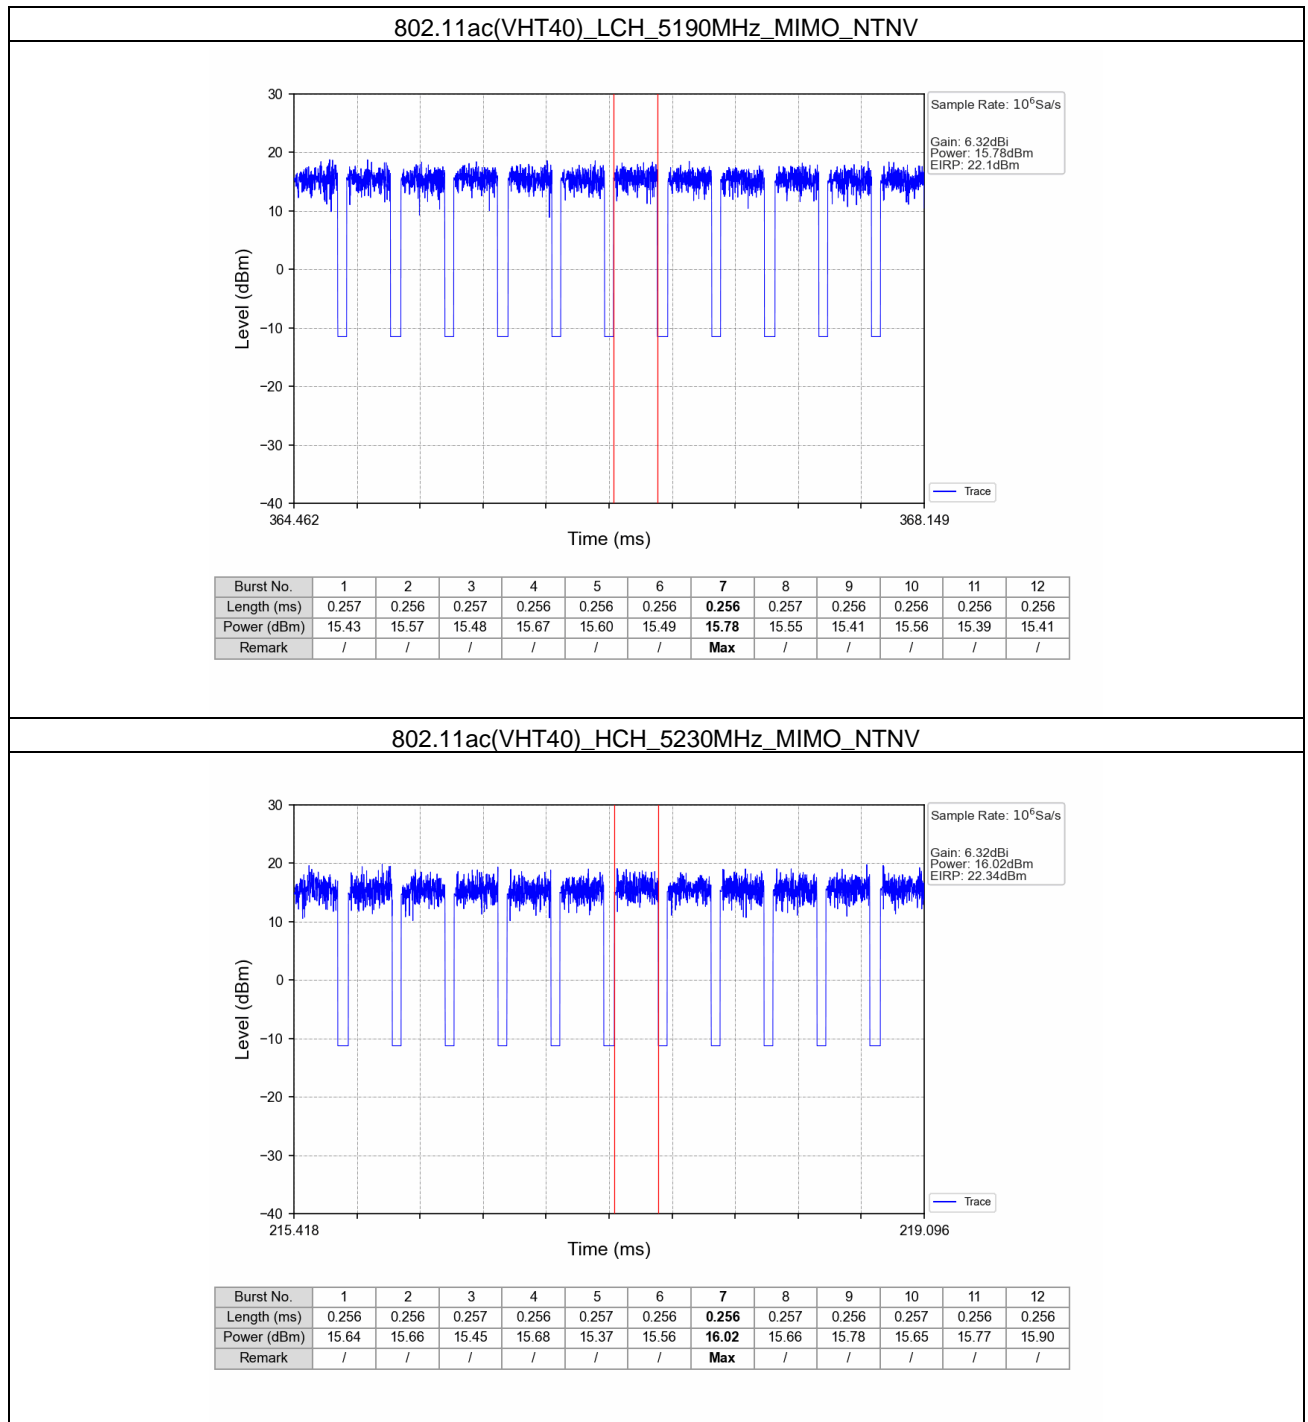 802.11ac(VHT40)_LCH_5190MHz_MIMO_NTNV
30
20
10
0
−10
−20
−30
−40
Level (dBm)
364.462
368.149
Time (ms)
Sample Rate: 10⁶Sa/s
Gain: 6.32dBi
Power: 15.78dBm
EIRP: 22.1dBm
Trace
Burst No. 1 2 3 4 5 6 7 8 9 10 11 12
Length (ms) 0.257 0.256 0.257 0.256 0.256 0.256 0.256 0.257 0.256 0.256 0.256 0.256
Power (dBm) 15.43 15.57 15.48 15.67 15.60 15.49 15.78 15.55 15.41 15.56 15.39 15.41
Remark / / / / / / Max / / / / /
802.11ac(VHT40)_HCH_5230MHz_MIMO_NTNV
30
20
10
0
−10
−20
−30
−40
Level (dBm)
215.418
219.096
Time (ms)
Sample Rate: 10⁶Sa/s
Gain: 6.32dBi
Power: 16.02dBm
EIRP: 22.34dBm
Trace
Burst No. 1 2 3 4 5 6 7 8 9 10 11 12
Length (ms) 0.256 0.256 0.257 0.256 0.257 0.256 0.256 0.257 0.256 0.257 0.256 0.256
Power (dBm) 15.64 15.66 15.45 15.68 15.37 15.56 16.02 15.66 15.78 15.65 15.77 15.90
Remark / / / / / / Max / / / / /